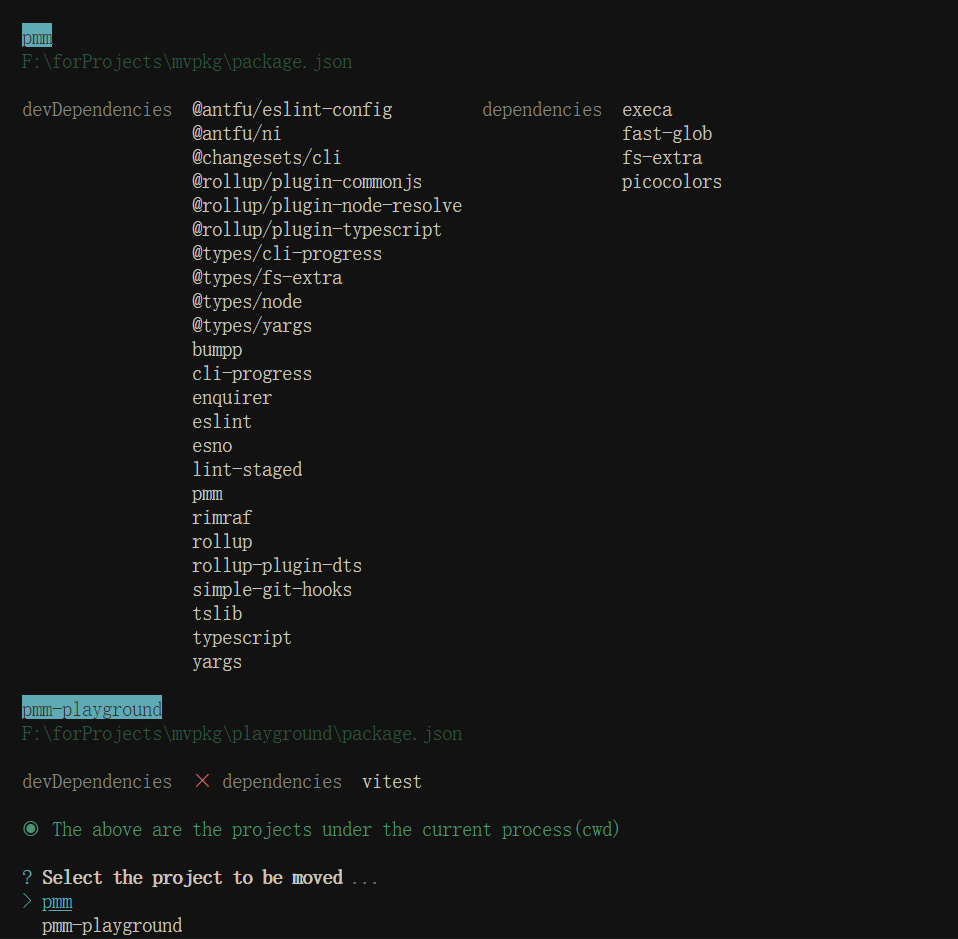 pmm
F:\forProjects\mvpkg\package.json
devDependencies @antfu/eslint-config dependencies execa
@antfu/ni fast-glob
@changesets/cli fs-extra
@rollup/plugin-commonjs picocolors
@rollup/plugin-node-resolve
@rollup/plugin-typescript
@types/cli-progress
@types/fs-extra
@types/node
@types/yargs
bumpp
cli-progress
enquirer
eslint
esno
lint-staged
pmm
rimraf
rollup
rollup-plugin-dts
simple-git-hooks
tslib
typescript
yargs
pmm-playground
F:\forProjects\mvpkg\playground\package.json
devDependencies × dependencies vitest
◉ The above are the projects under the current process(cwd)
? Select the project to be moved ...
> pmm
pmm-playground